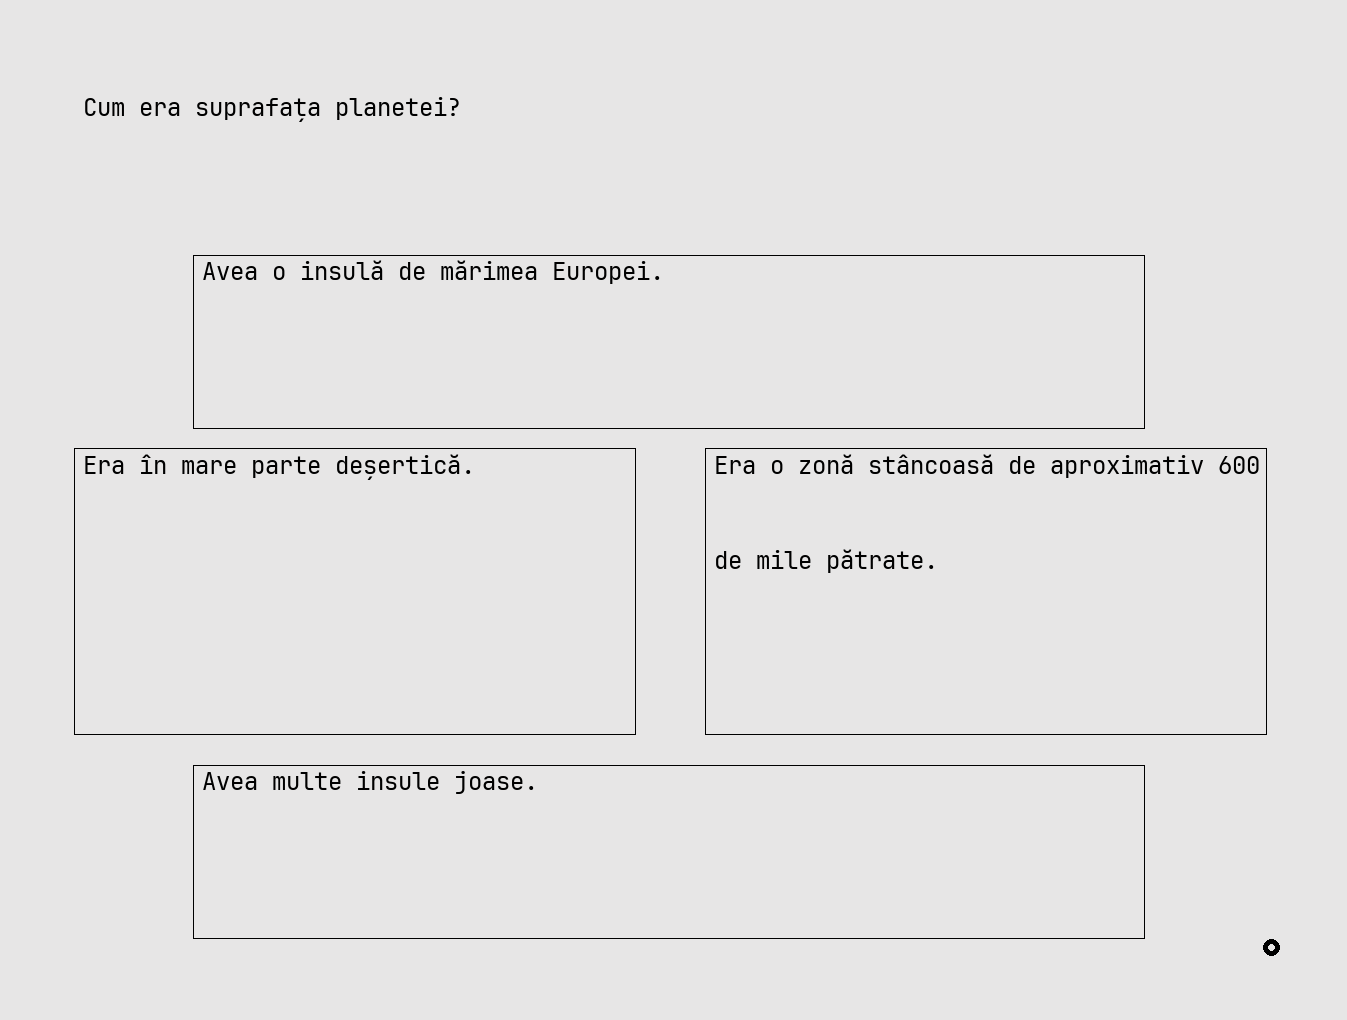 Cum era suprafața planetei?
Avea o insulă de mărimea Europei.
Era în mare parte deșertică.
Era o zonă stâncoasă de aproximativ 600
de mile pătrate.
Avea multe insule joase.